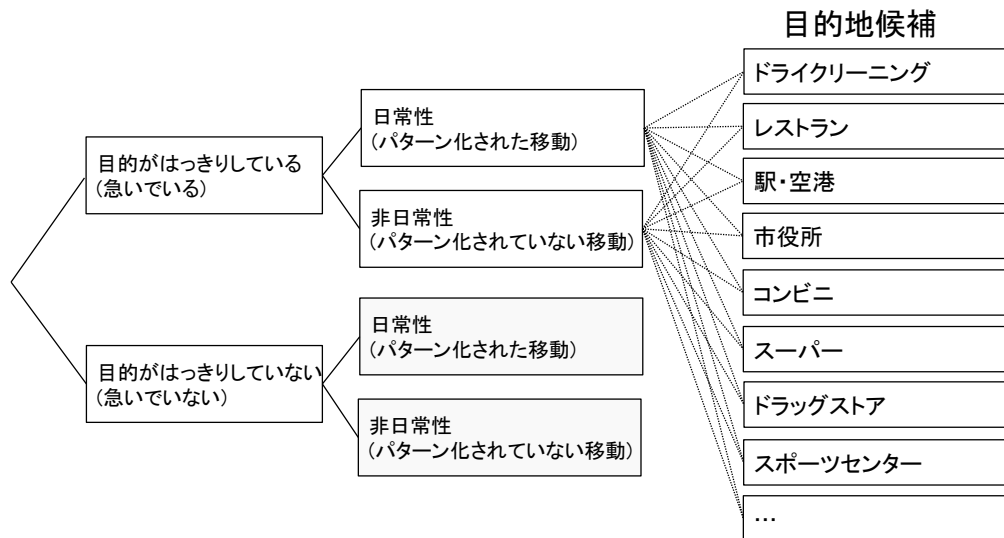 目的地候補
ドライクリーニング
レストラン
駅・空港
市役所
コンビニ
スーパー
ドラッグストア
スポーツセンター
…
日常性
(パターン化された移動)
目的がはっきりしている
(急いでいる)
非日常性
(パターン化されていない移動)
日常性
(パターン化された移動)
目的がはっきりしていない
(急いでいない)
非日常性
(パターン化されていない移動)